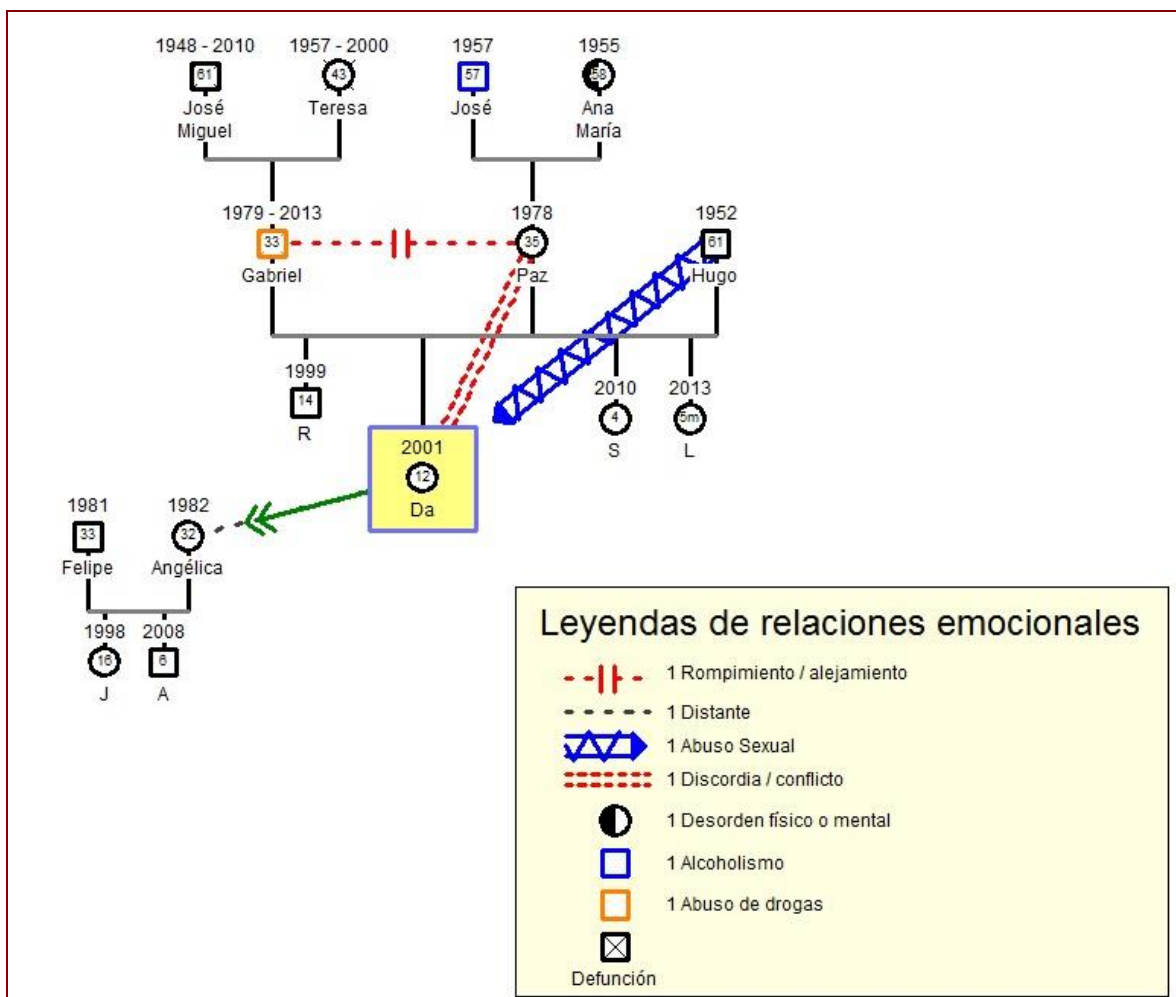 1948 - 2010 1957 - 2000 1957 1955
61 43 57 58
José Miguel Teresa José Ana María
1979 - 2013 1978 1952
33 35 61
Gabriel Paz Hugo
1999 2010 2013
14 4 5m
R S L
2001
12
Da
1981 1982
33 32
Felipe Angélica
1998 2008
16 6
J A
Leyendas de relaciones emocionales
1 Rompimiento / alejamiento
1 Distante
1 Abuso Sexual
1 Discordia / conflicto
1 Desorden físico o mental
1 Alcoholismo
1 Abuso de drogas
Defunción